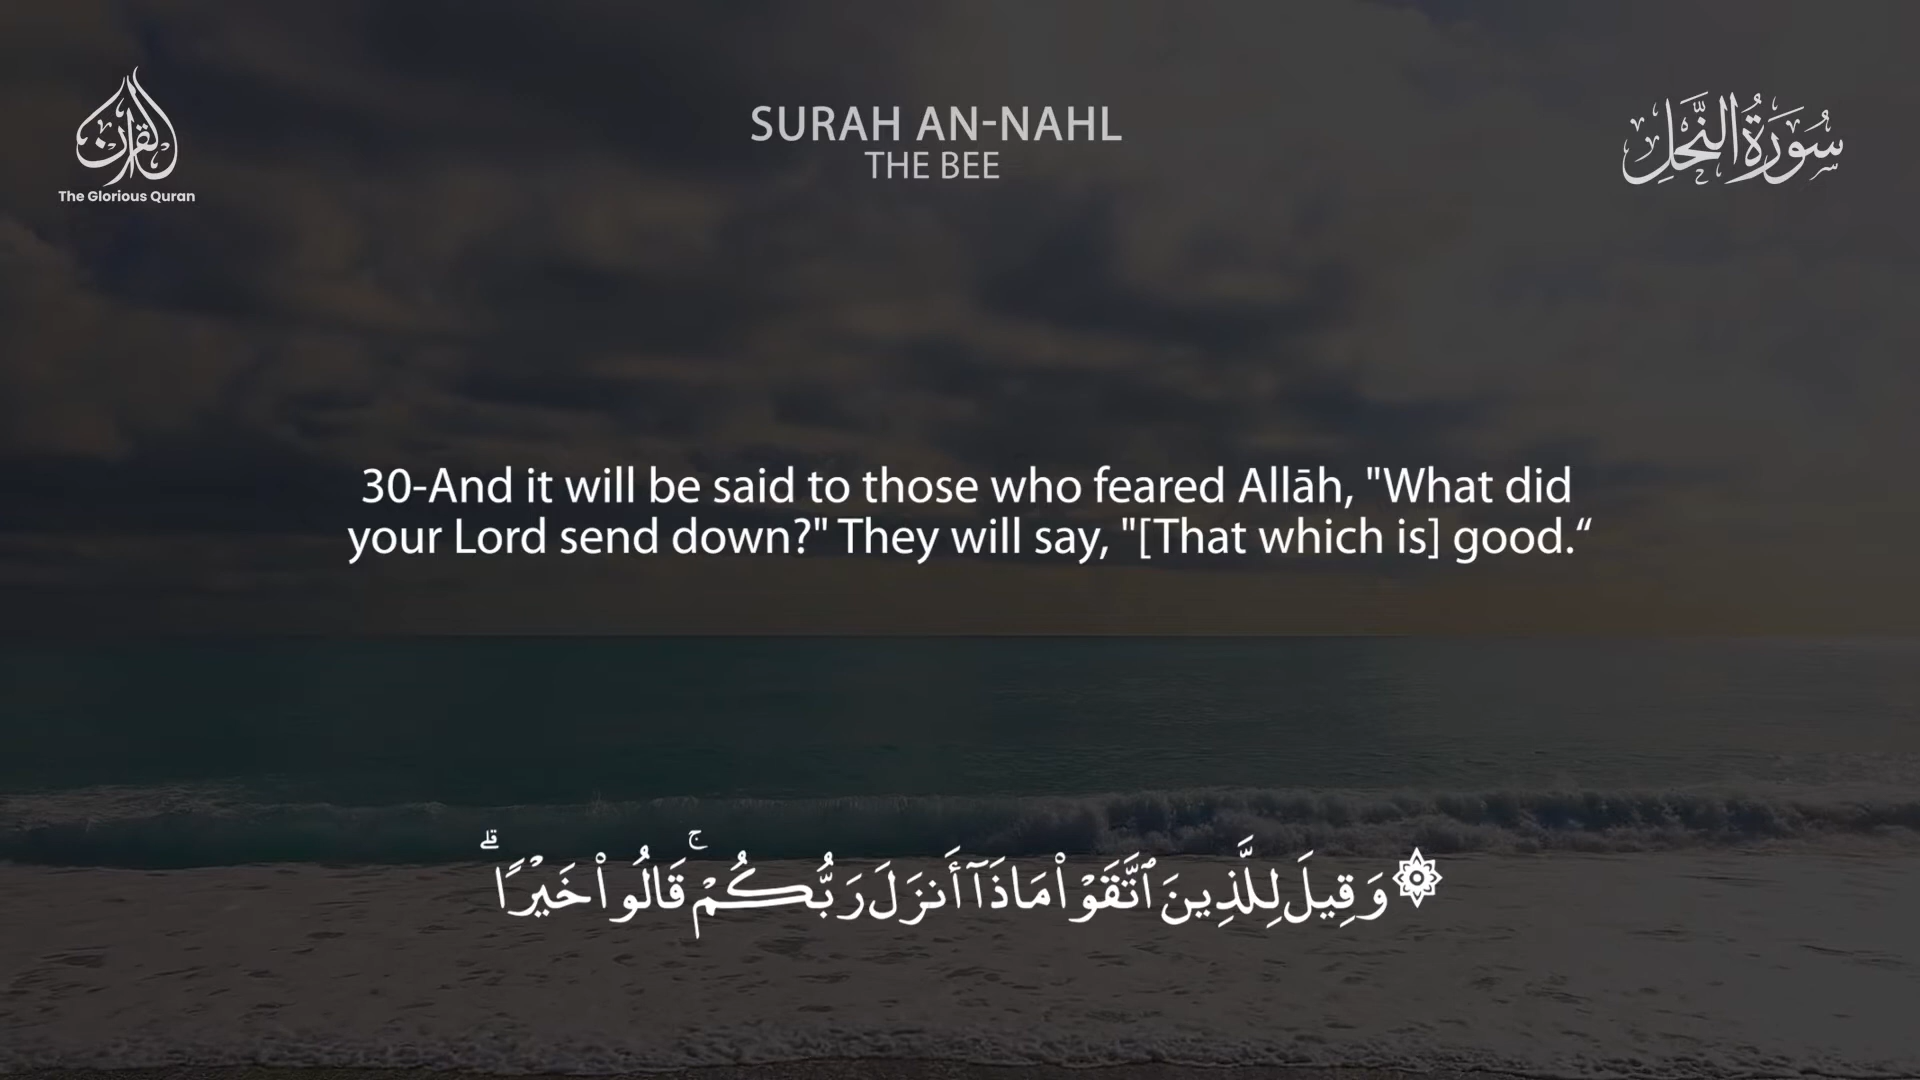 القرآن
The Glorious Quran
SURAH AN-NAHL
THE BEE
سُورَةُ النَّحْلِ
30-And it will be said to those who feared Allāh, "What did
your Lord send down?" They will say, "[That which is] good.“
۞ وَقِيلَ لِلَّذِينَ ٱتَّقَوْا۟ مَاذَآ أَنزَلَ رَبُّكُمْ ۚ قَالُوا۟ خَيْرًا ۗ